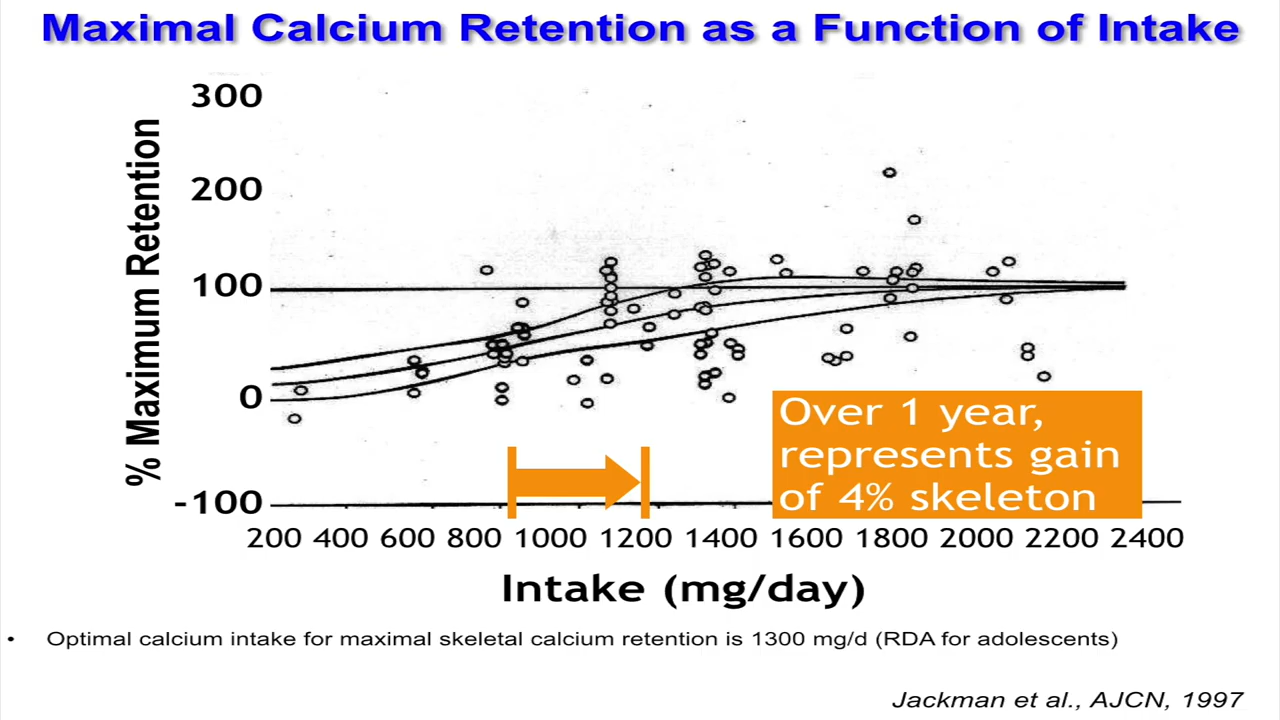 Maximal Calcium Retention as a Function of Intake
% Maximum Retention
300
200
100
0
-100
200 400 600 800 1000 1200 1400 1600 1800 2000 2200 2400
Intake (mg/day)
Over 1 year,
represents gain
of 4% skeleton
• Optimal calcium intake for maximal skeletal calcium retention is 1300 mg/d (RDA for adolescents)
Jackman et al., AJCN, 1997